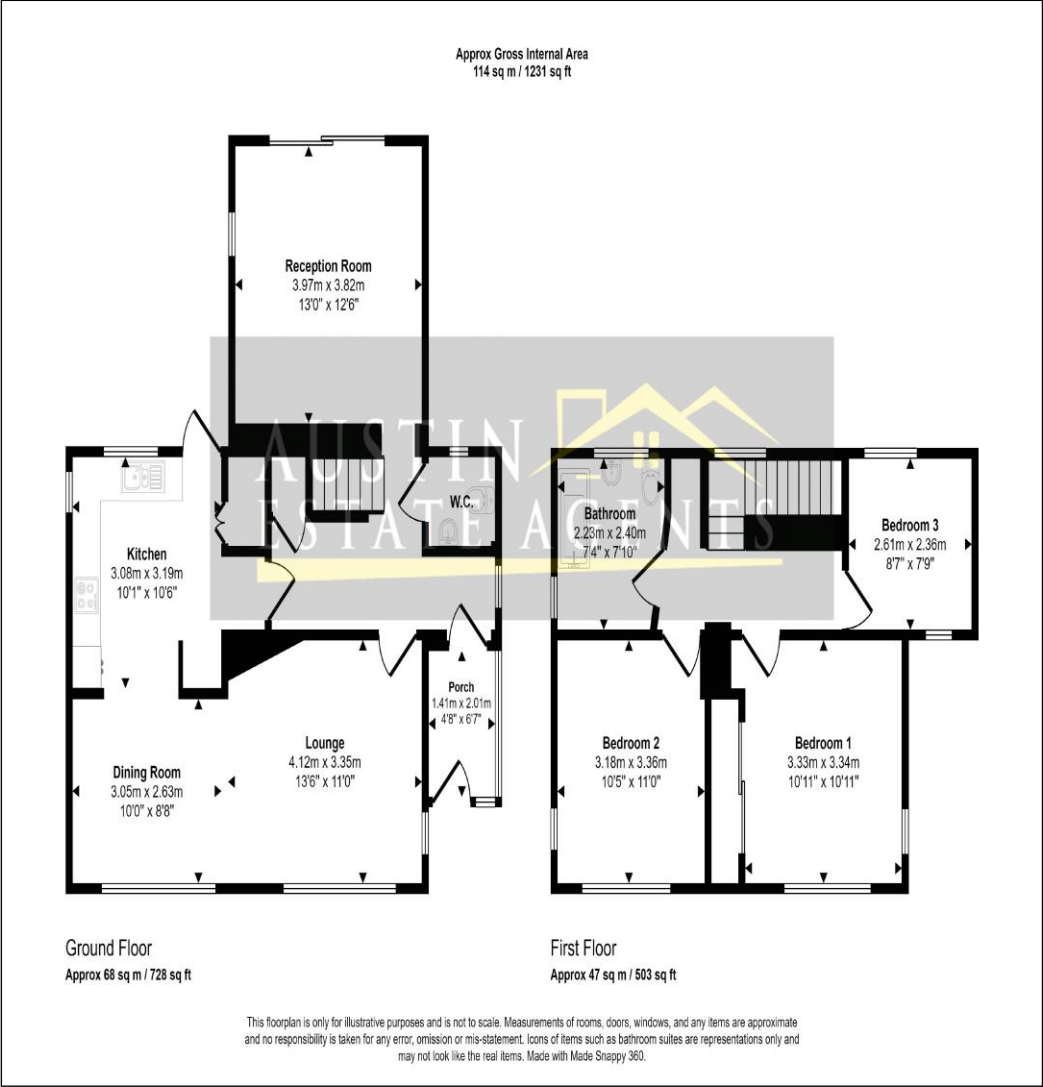 Approx Gross Internal Area
114 sq m / 1231 sq ft
Reception Room
3.97m x 3.82m
13'0" x 12'6"
AUSTIN
ESTATE AGENTS
W.C.
Kitchen
3.08m x 3.19m
10'1" x 10'6"
Porch
1.41m x 2.01m
4'8" x 6'7"
Lounge
4.12m x 3.35m
13'6" x 11'0"
Dining Room
3.05m x 2.63m
10'0" x 8'8"
Bathroom
2.23m x 2.40m
7'4" x 7'10"
Bedroom 3
2.61m x 2.36m
8'7" x 7'9"
Bedroom 2
3.18m x 3.36m
10'5" x 11'0"
Bedroom 1
3.33m x 3.34m
10'11" x 10'11"
Ground Floor
Approx 68 sq m / 728 sq ft
First Floor
Approx 47 sq m / 503 sq ft
This floorplan is only for illustrative purposes and is not to scale. Measurements of rooms, doors, windows, and any items are approximate
and no responsibility is taken for any error, omission or mis-statement. Icons of items such as bathroom suites are representations only and
may not look like the real items. Made with Made Snappy 360.